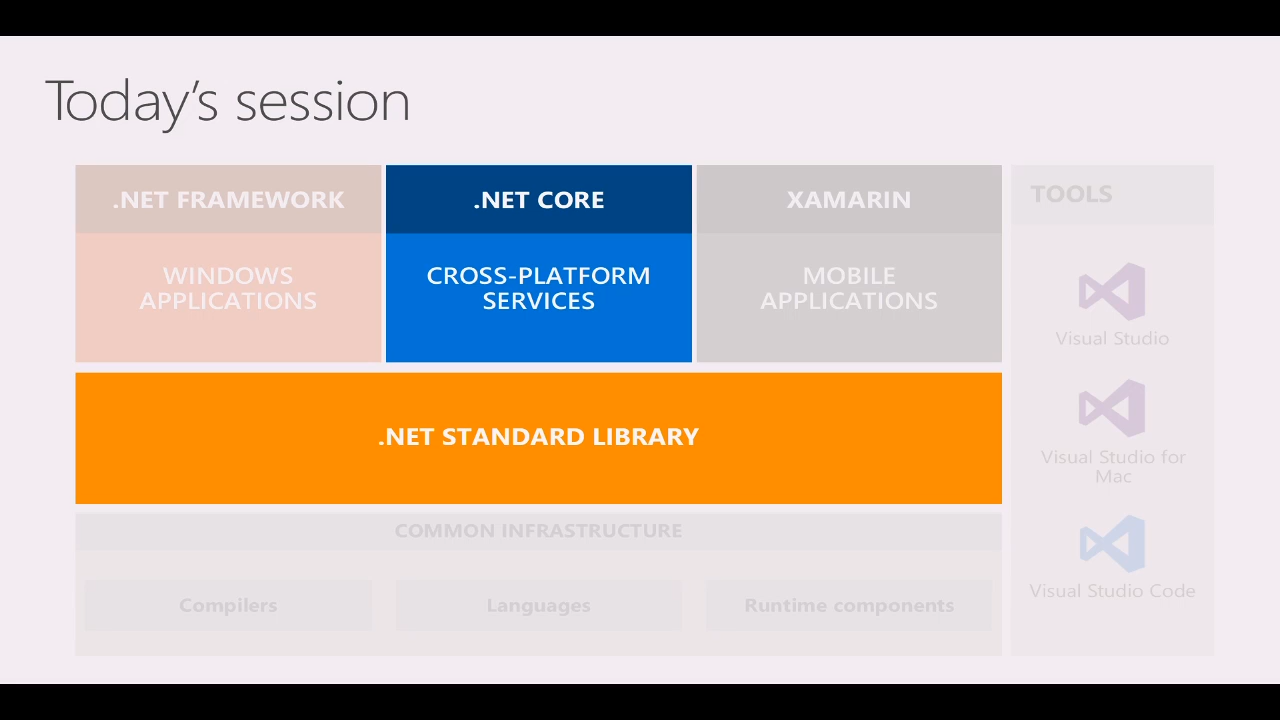 Today's session
.NET FRAMEWORK
WINDOWS
APPLICATIONS
.NET CORE
CROSS-PLATFORM
SERVICES
XAMARIN
MOBILE
APPLICATIONS
.NET STANDARD LIBRARY
COMMON INFRASTRUCTURE
Compilers
Languages
Runtime components
TOOLS
Visual Studio
Visual Studio for
Mac
Visual Studio Code